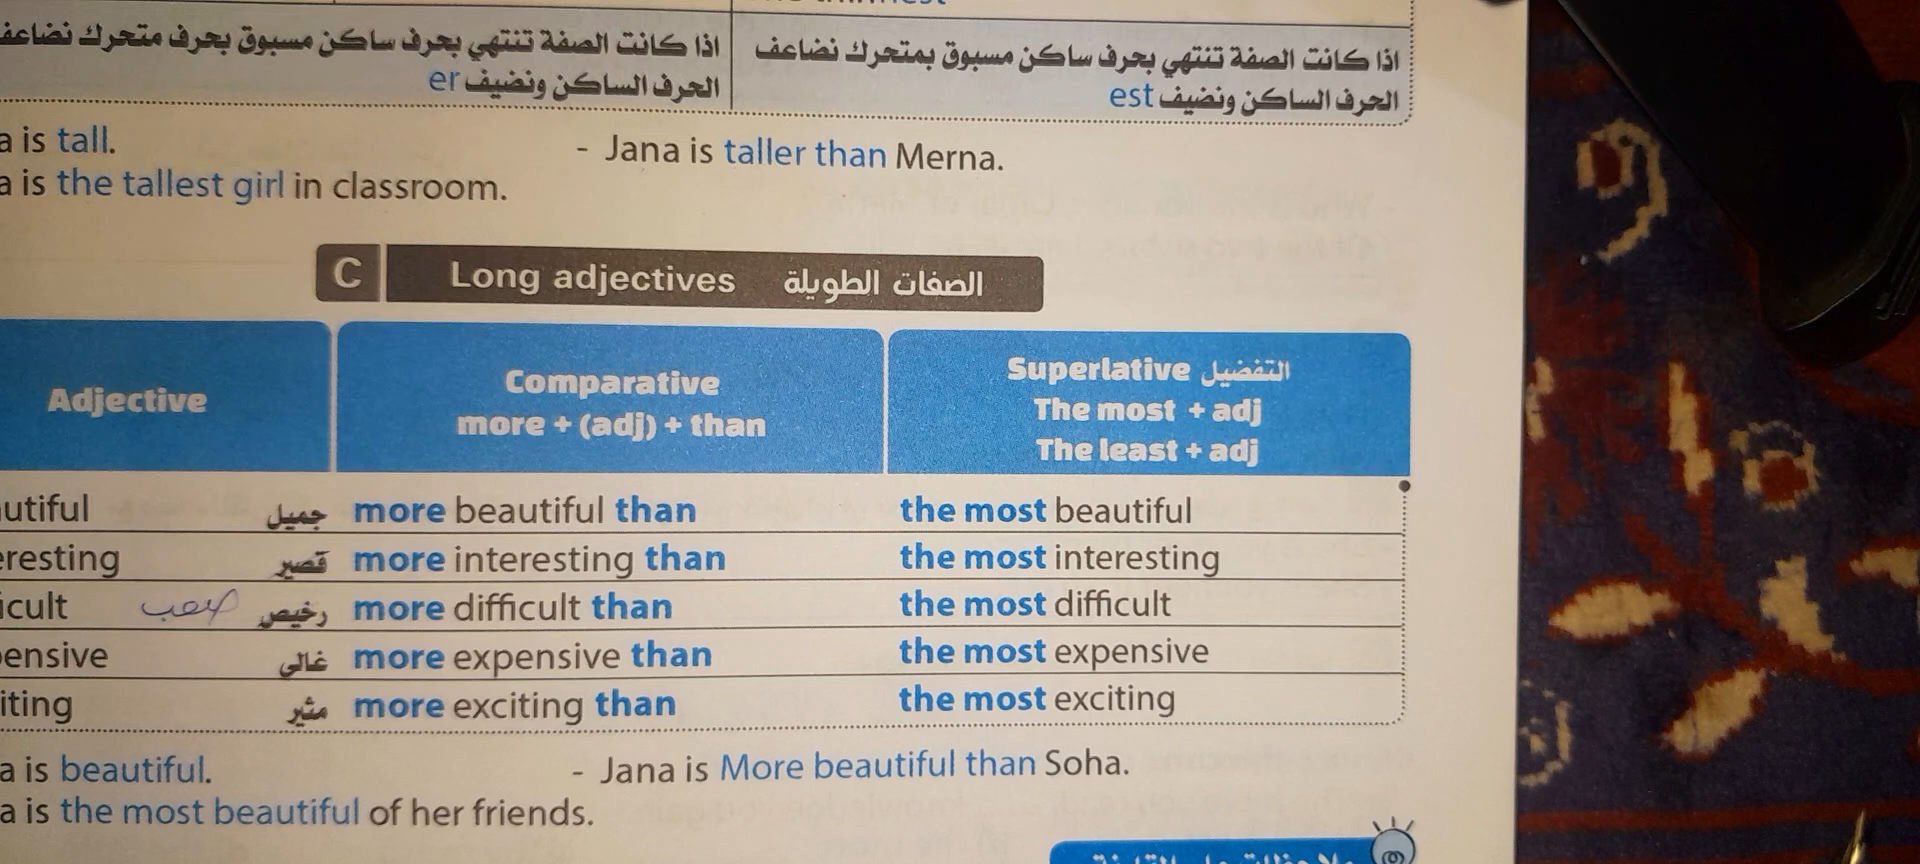 اذا كانت الصفة تنتهي بحرف ساكن مسبوق بحرف متحرك نضاعف
الحرف الساكن ونضيف er
اذا كانت الصفة تنتهي بحرف ساكن مسبوق بمتحرك نضاعف
الحرف الساكن ونضيف est
a is tall.
- Jana is taller than Merna.
a is the tallest girl in classroom.
C Long adjectives الصفات الطويلة
Adjective
Comparative
more + (adj) + than
Superlative التفضيل
The most + adj
The least + adj
utiful جميل more beautiful than the most beautiful
eresting قصير more interesting than the most interesting
icult صعب رخيص more difficult than the most difficult
pensive غالى more expensive than the most expensive
iting مثير more exciting than the most exciting
a is beautiful.
- Jana is More beautiful than Soha.
a is the most beautiful of her friends.